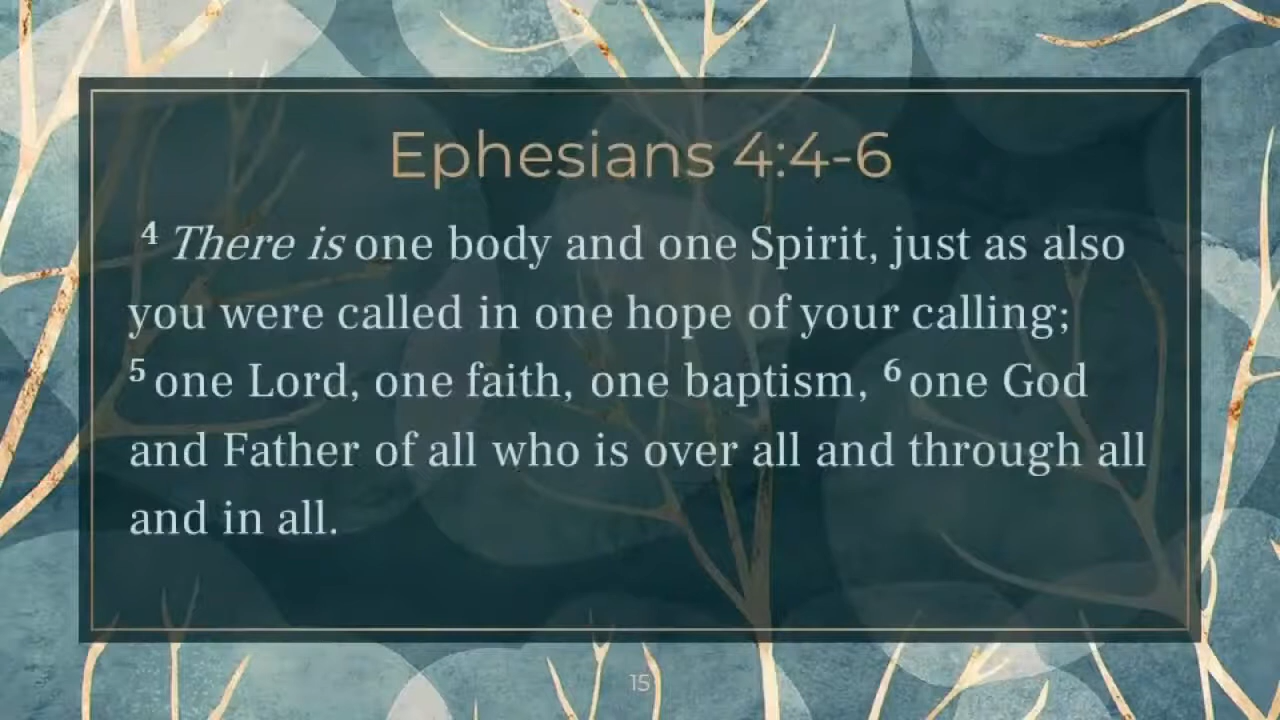 Ephesians 4:4-6
4 There is one body and one Spirit, just as also
you were called in one hope of your calling;
5 one Lord, one faith, one baptism, 6 one God
and Father of all who is over all and through all
and in all.
15